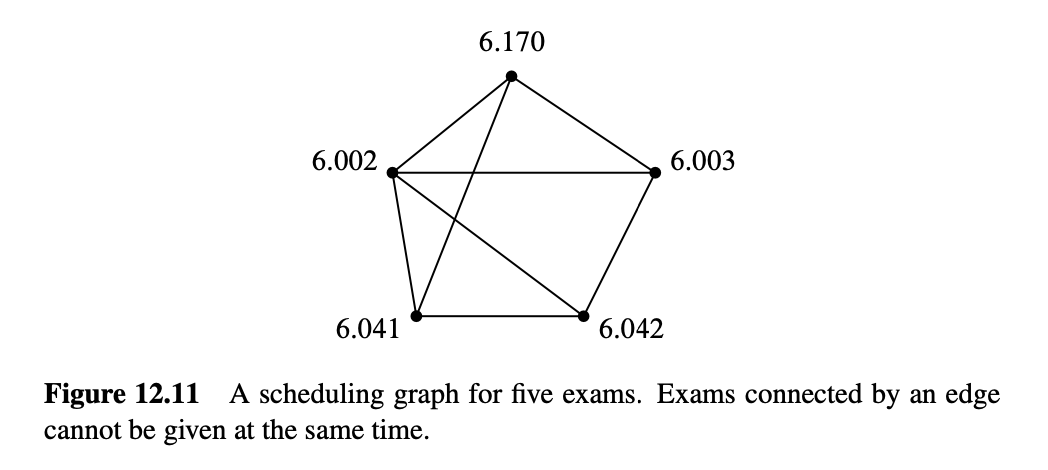 6.170
6.002
6.003
6.041
6.042
Figure 12.11 A scheduling graph for five exams. Exams connected by an edge
cannot be given at the same time.